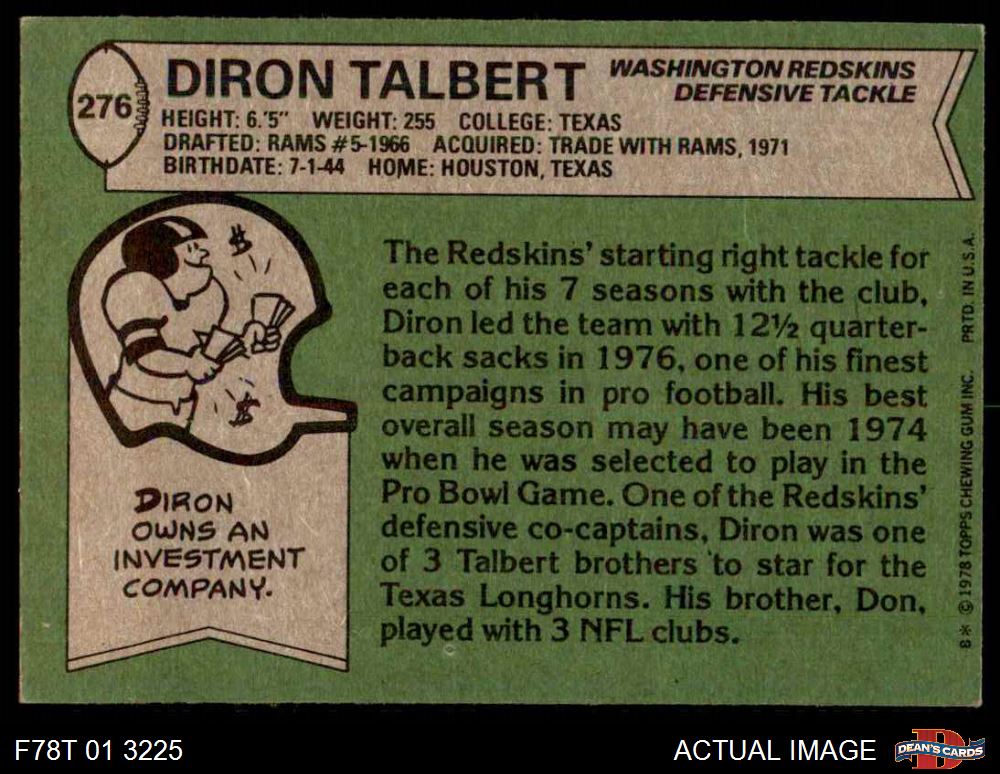 276
DIRON TALBERT
WASHINGTON REDSKINS
DEFENSIVE TACKLE
HEIGHT: 6.'5" WEIGHT: 255 COLLEGE: TEXAS
DRAFTED: RAMS #5-1966 ACQUIRED: TRADE WITH RAMS, 1971
BIRTHDATE: 7-1-44 HOME: HOUSTON, TEXAS
$
$
DIRON
OWNS AN
INVESTMENT
COMPANY.
The Redskins' starting right tackle for
each of his 7 seasons with the club,
Diron led the team with 12½ quarter-
back sacks in 1976, one of his finest
campaigns in pro football. His best
overall season may have been 1974
when he was selected to play in the
Pro Bowl Game. One of the Redskins'
defensive co-captains, Diron was one
of 3 Talbert brothers to star for the
Texas Longhorns. His brother, Don,
played with 3 NFL clubs.
8* © 1978 TOPPS CHEWING GUM INC. PRTD. IN U.S.A.
F78T 01 3225
ACTUAL IMAGE
D
DEAN'S CARDS